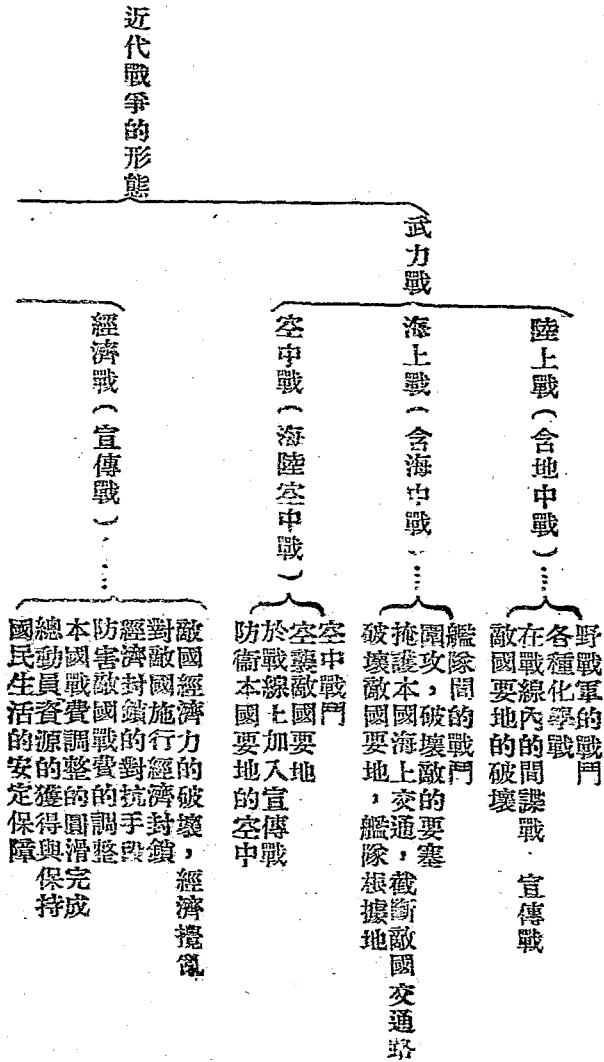 近代戰爭的形態
武力戰
陸上戰(含地中戰)…
野戰軍的戰鬥
各種化學戰
在戰線內的間諜戰·宣傳戰
敵國要地的破壞
海上戰(含海中戰)…
艦隊間的戰鬥
圍攻,破壞敵的要塞
掩護本國海上交通,截斷敵國交通路
破壞敵國要地,艦隊根據地
空中戰(海陸空中戰)
空中戰鬥
空襲敵國要地
於戰線上加入宣傳戰
防衞本國要地的空中
經濟戰(宣傳戰)……
敵國經濟力的破壞,經濟擾亂
對敵國施行經濟封鎖
經濟封鎖的對抗手段
防害敵國戰費的調整
本國戰費調整的圓滑完成
總動員資源的獲得與保持
國民生活的安定保障